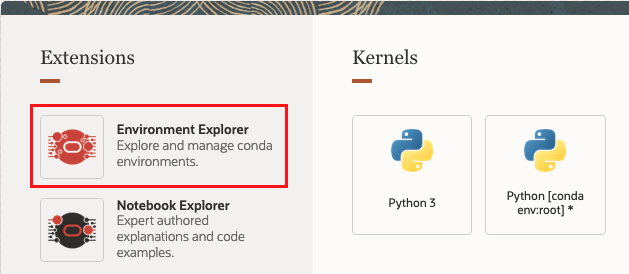 Extensions
Environment Explorer
Explore and manage conda
environments.
Notebook Explorer
Expert authored
explanations and code
examples.
Kernels
Python 3
Python [conda
env:root] *